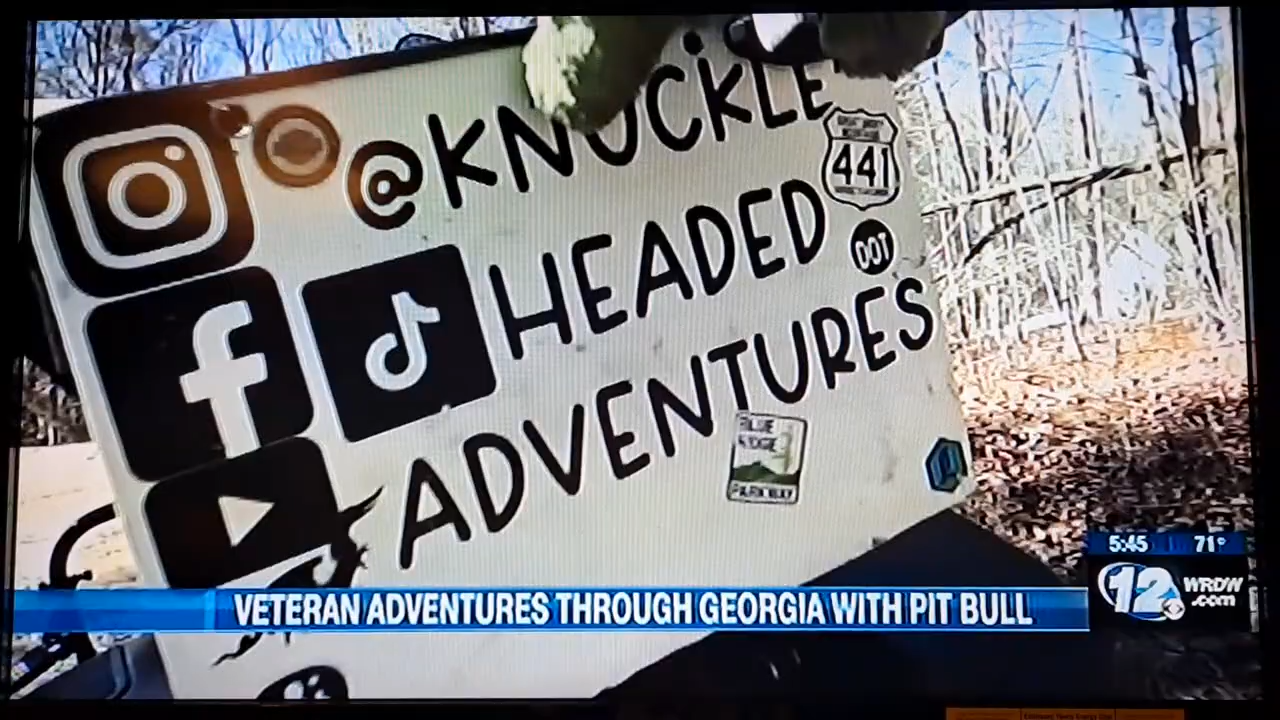 @KNUCKLE
HEADED
ADVENTURES
441
DOT
BLUE
RIDGE
PARKWAY
5:45 71°
12 WRDW
.com
VETERAN ADVENTURES THROUGH GEORGIA WITH PIT BULL